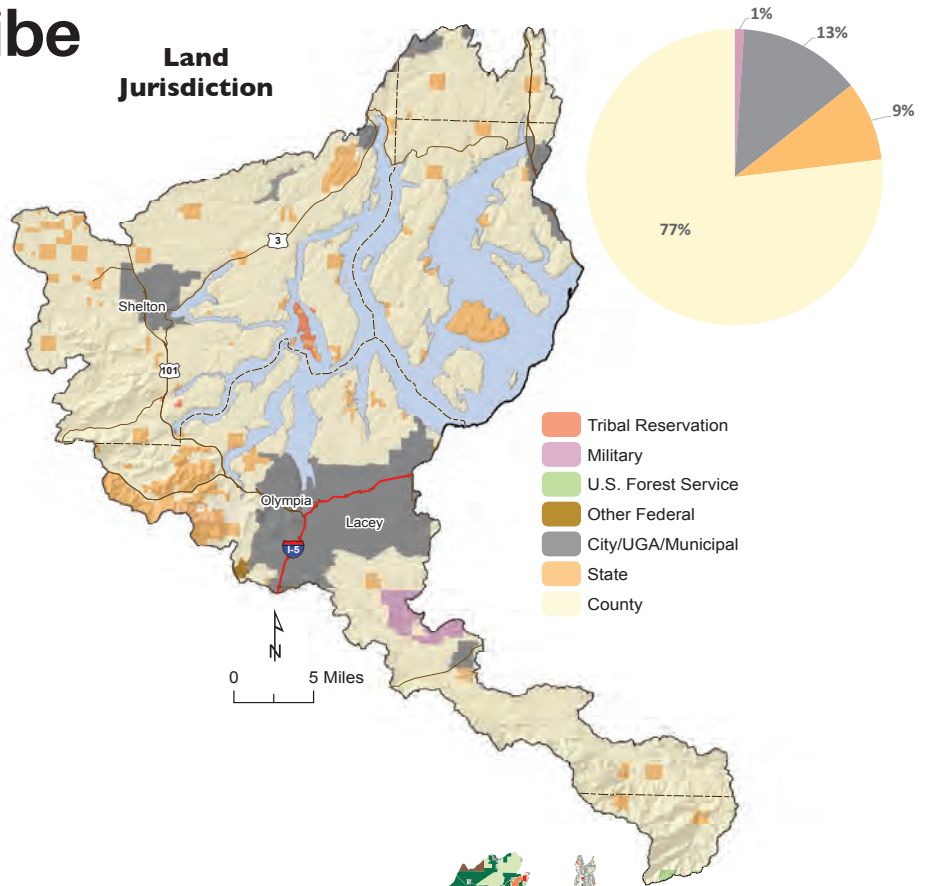 ibe
Land
Jurisdiction
1%
13%
9%
77%
3
Shelton
101
Olympia
Lacey
I-5
N
0 5 Miles
Tribal Reservation
Military
U.S. Forest Service
Other Federal
City/UGA/Municipal
State
County